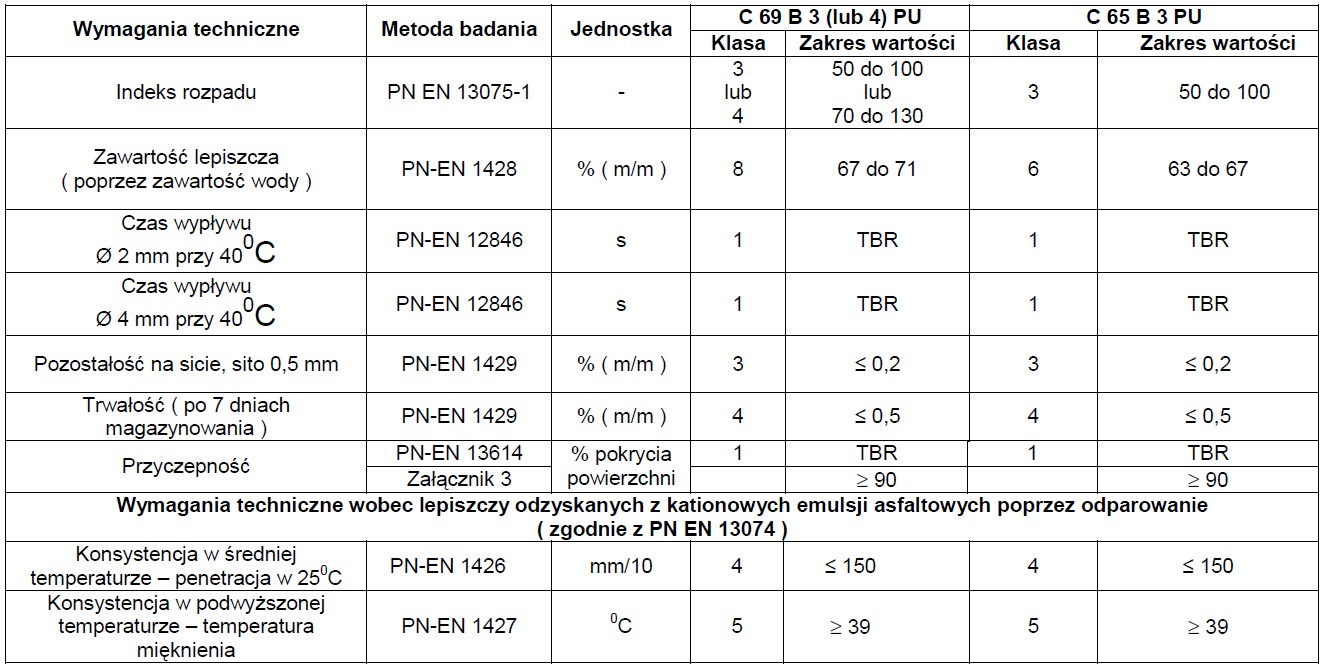 Wymagania techniczne Metoda badania Jednostka C 69 B 3 (lub 4) PU C 65 B 3 PU
Klasa Zakres wartości Klasa Zakres wartości
Indeks rozpadu PN EN 13075-1 - 3 lub 4 50 do 100 lub 70 do 130 3 50 do 100
Zawartość lepiszcza
( poprzez zawartość wody ) PN-EN 1428 % ( m/m ) 8 67 do 71 6 63 do 67
Czas wypływu
Ø 2 mm przy 40⁰C PN-EN 12846 s 1 TBR 1 TBR
Czas wypływu
Ø 4 mm przy 40⁰C PN-EN 12846 s 1 TBR 1 TBR
Pozostałość na sicie, sito 0,5 mm PN-EN 1429 % ( m/m ) 3 ≤ 0,2 3 ≤ 0,2
Trwałość ( po 7 dniach
magazynowania ) PN-EN 1429 % ( m/m ) 4 ≤ 0,5 4 ≤ 0,5
Przyczepność PN-EN 13614 % pokrycia powierzchni 1 TBR 1 TBR
Załącznik 3 ≥ 90 ≥ 90
Wymagania techniczne wobec lepiszczy odzyskanych z kationowych emulsji asfaltowych poprzez odparowanie
( zgodnie z PN EN 13074 )
Konsystencja w średniej
temperaturze – penetracja w 25⁰C PN-EN 1426 mm/10 4 ≤ 150 4 ≤ 150
Konsystencja w podwyższonej
temperaturze – temperatura
mięknienia PN-EN 1427 ⁰C 5 ≥ 39 5 ≥ 39